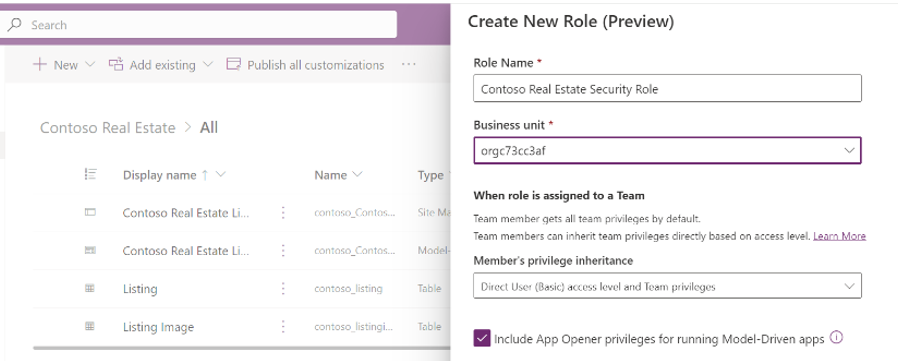 Search
New
Add existing
Publish all customizations
...
Contoso Real Estate > All
Display name ↑
Name
Type
Contoso Real Estate Li...
contoso_Contos...
Site Ma
Contoso Real Estate Li...
contoso_Contos...
Model-
Listing
contoso_listing
Table
Listing Image
contoso_listingi...
Table
Create New Role (Preview)
Role Name *
Contoso Real Estate Security Role
Business unit *
orgc73cc3af
When role is assigned to a Team
Team member gets all team privileges by default.
Team members can inherit team privileges directly based on access level. Learn More
Member's privilege inheritance
Direct User (Basic) access level and Team privileges
Include App Opener privileges for running Model-Driven apps